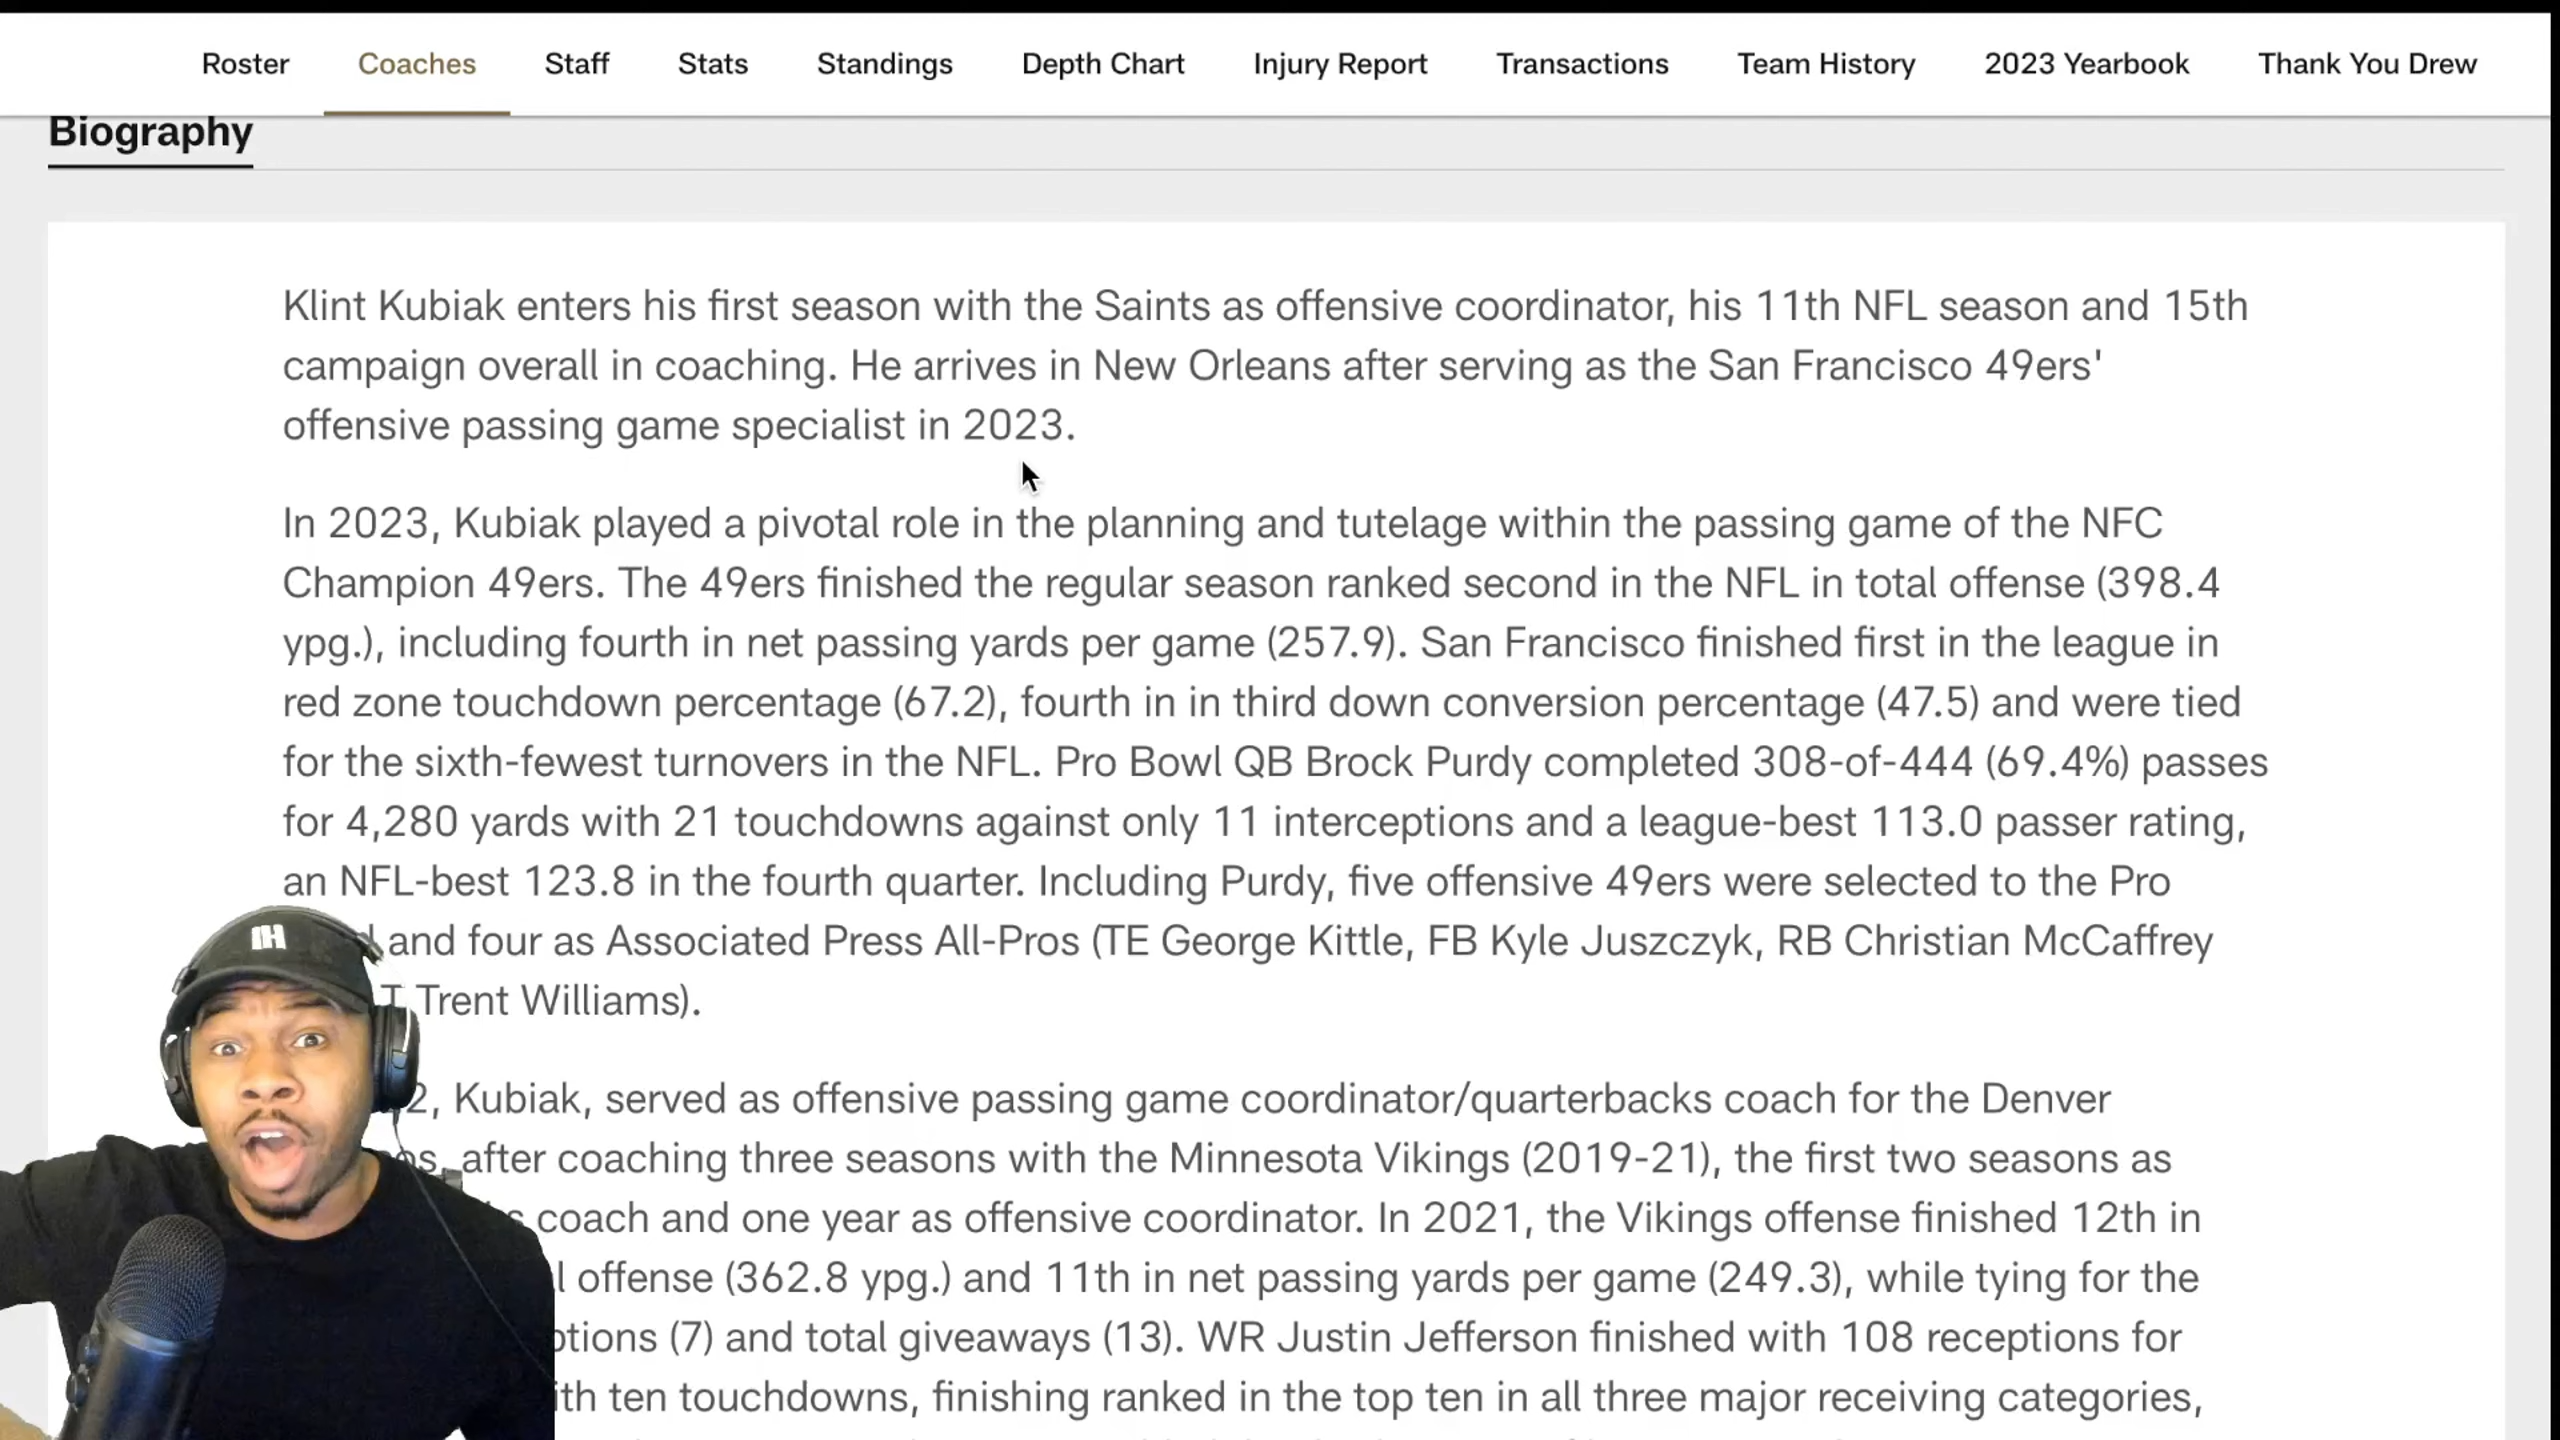 Roster Coaches Staff Stats Standings Depth Chart Injury Report Transactions Team History 2023 Yearbook Thank You Drew
Biography
Klint Kubiak enters his first season with the Saints as offensive coordinator, his 11th NFL season and 15th
campaign overall in coaching. He arrives in New Orleans after serving as the San Francisco 49ers'
offensive passing game specialist in 2023.
In 2023, Kubiak played a pivotal role in the planning and tutelage within the passing game of the NFC
Champion 49ers. The 49ers finished the regular season ranked second in the NFL in total offense (398.4
ypg.), including fourth in net passing yards per game (257.9). San Francisco finished first in the league in
red zone touchdown percentage (67.2), fourth in in third down conversion percentage (47.5) and were tied
for the sixth-fewest turnovers in the NFL. Pro Bowl QB Brock Purdy completed 308-of-444 (69.4%) passes
for 4,280 yards with 21 touchdowns against only 11 interceptions and a league-best 113.0 passer rating,
an NFL-best 123.8 in the fourth quarter. Including Purdy, five offensive 49ers were selected to the Pro
and four as Associated Press All-Pros (TE George Kittle, FB Kyle Juszczyk, RB Christian McCaffrey
Trent Williams).
Kubiak, served as offensive passing game coordinator/quarterbacks coach for the Denver
after coaching three seasons with the Minnesota Vikings (2019-21), the first two seasons as
coach and one year as offensive coordinator. In 2021, the Vikings offense finished 12th in
offense (362.8 ypg.) and 11th in net passing yards per game (249.3), while tying for the
(7) and total giveaways (13). WR Justin Jefferson finished with 108 receptions for
ten touchdowns, finishing ranked in the top ten in all three major receiving categories,
IH